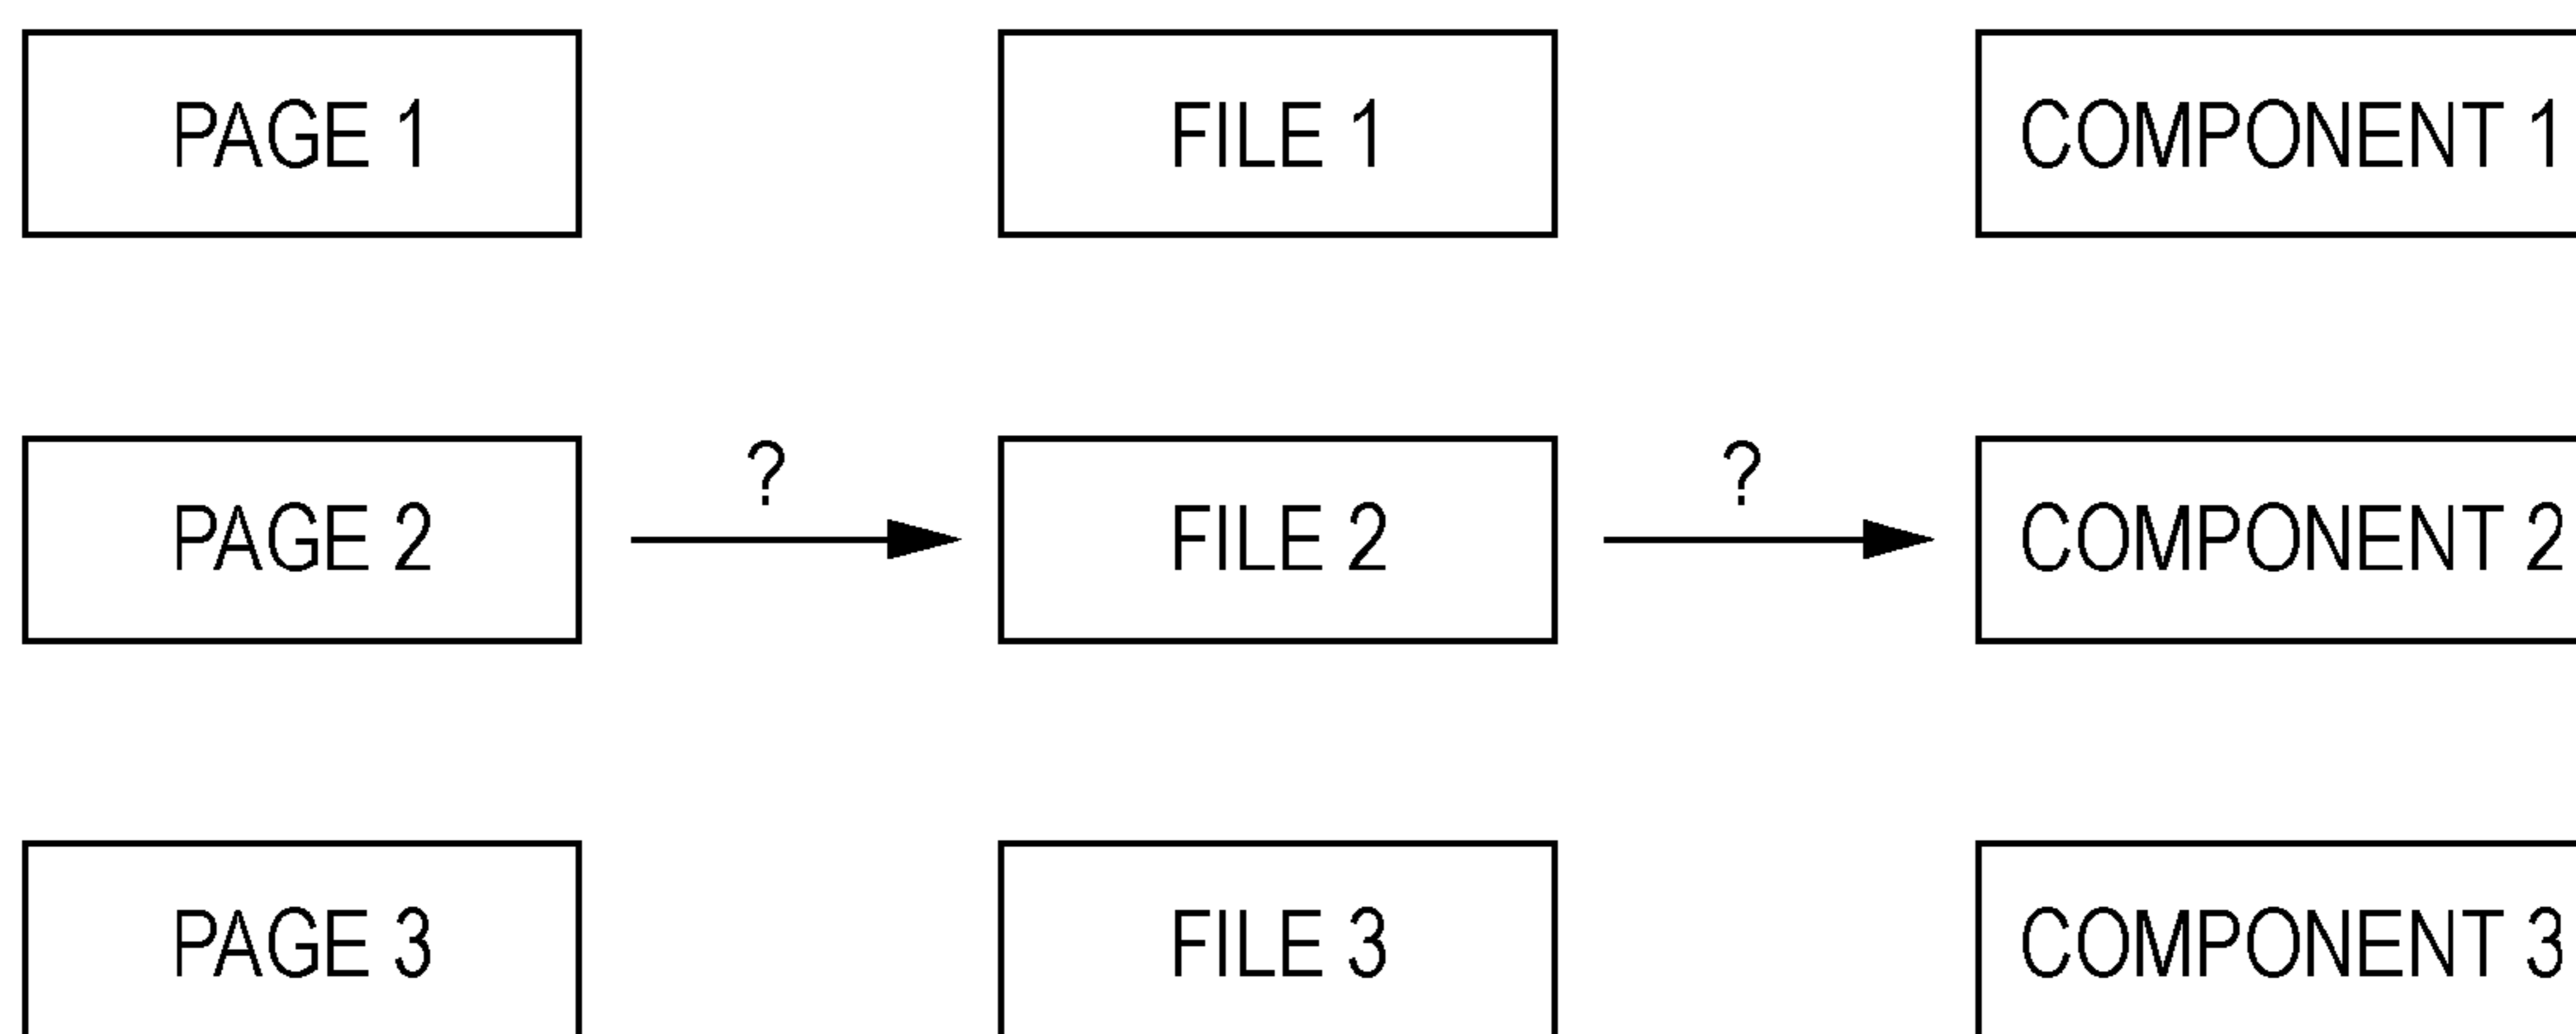 PAGE 1
FILE 1
COMPONENT 1
PAGE 2
?
FILE 2
?
COMPONENT 2
PAGE 3
FILE 3
COMPONENT 3